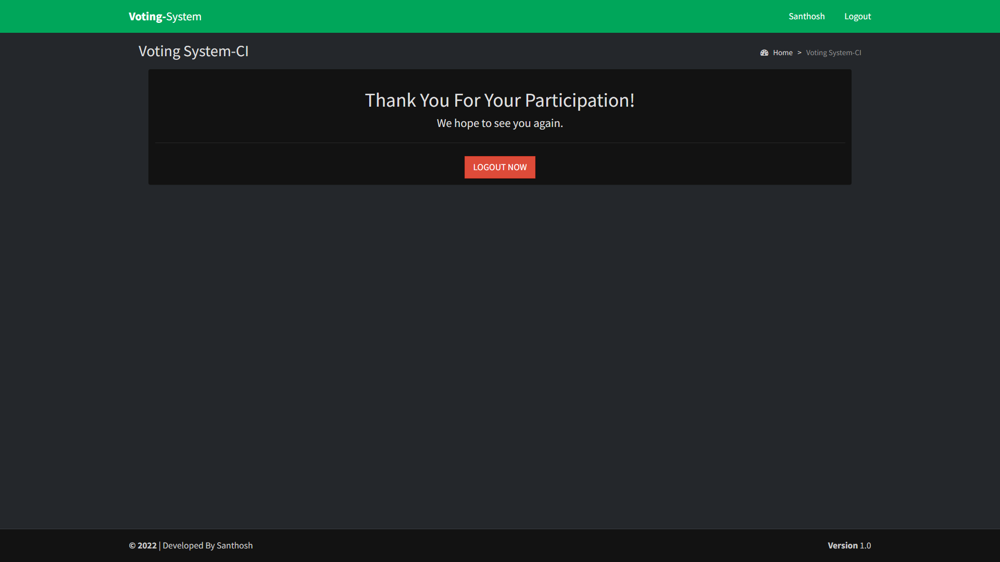 Voting-System
Santhosh
Logout
Voting System-CI
Home > Voting System-CI
Thank You For Your Participation!
We hope to see you again.
LOGOUT NOW
© 2022 | Developed By Santhosh
Version 1.0